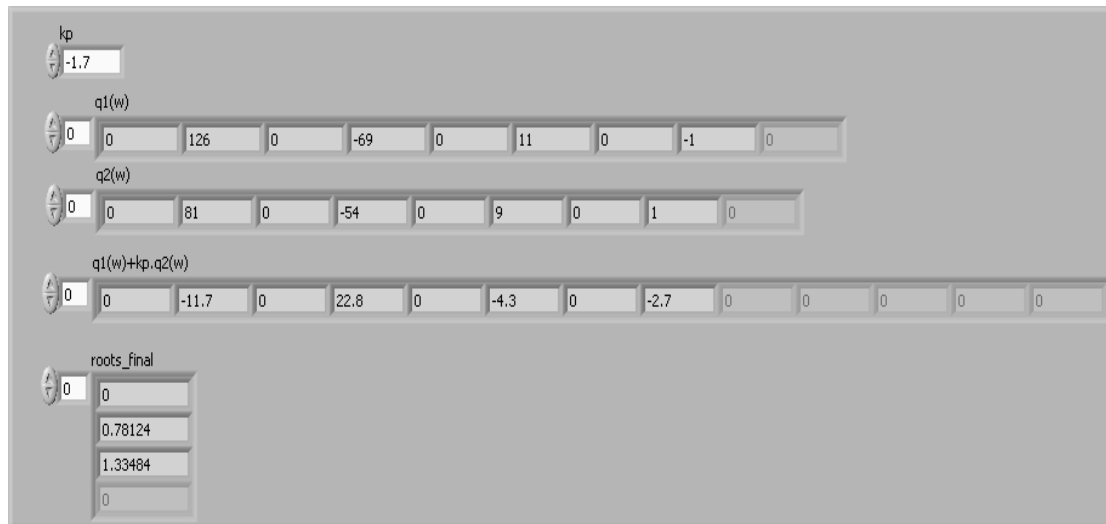 kp
-1.7
q1(w)
0 0 126 0 -69 0 11 0 -1 0
q2(w)
0 0 81 0 -54 0 9 0 1 0
q1(w)+kp.q2(w)
0 0 -11.7 0 22.8 0 -4.3 0 -2.7 0 0 0 0 0
roots_final
0 0
0.78124
1.33484
0